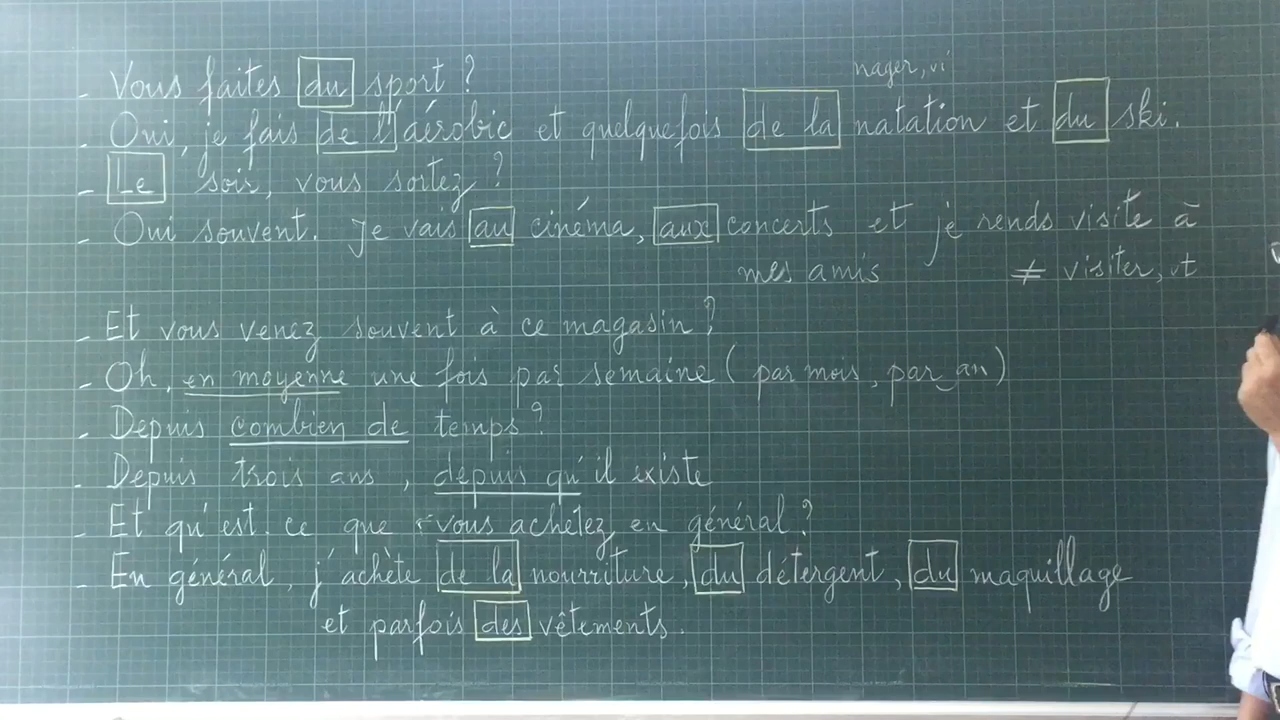 - Vous faites du sport ?
nager, vi
- Oui, je fais de l'aérobic et quelquefois de la natation et du ski.
- Le soir, vous sortez ?
- Oui souvent. Je vais au cinéma, aux concerts et je rends visite à
mes amis ≠ visiter, vt
- Et vous venez souvent à ce magasin ?
- Oh, en moyenne une fois par semaine ( par mois, par an)
- Depuis combien de temps ?
- Depuis trois ans, depuis qu'il existe
- Et qu'est-ce que vous achetez en général ?
- En général, j'achète de la nourriture, du détergent, du maquillage
et parfois des vêtements.